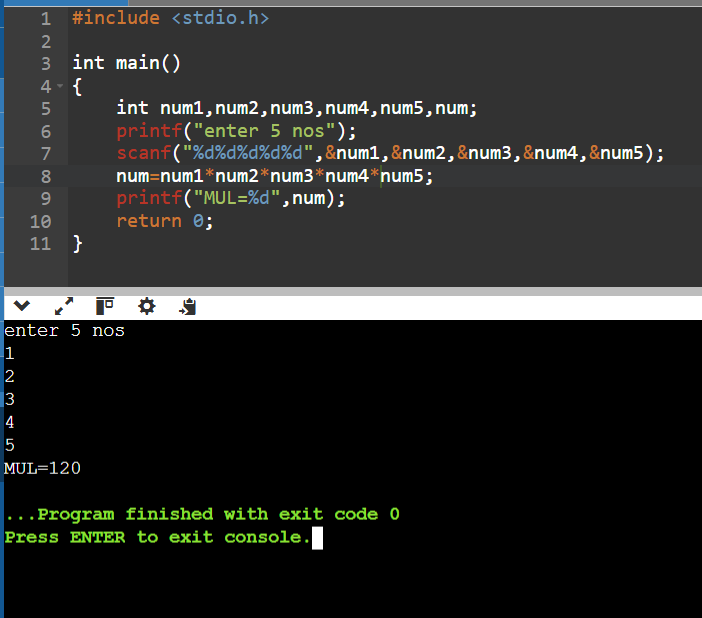 1 #include <stdio.h>
2
3 int main()
4 {
5     int num1,num2,num3,num4,num5,num;
6     printf("enter 5 nos");
7     scanf("%d%d%d%d%d",&num1,&num2,&num3,&num4,&num5);
8     num=num1*num2*num3*num4*num5;
9     printf("MUL=%d",num);
10     return 0;
11 }
enter 5 nos
1
2
3
4
5
MUL=120
...Program finished with exit code 0
Press ENTER to exit console.